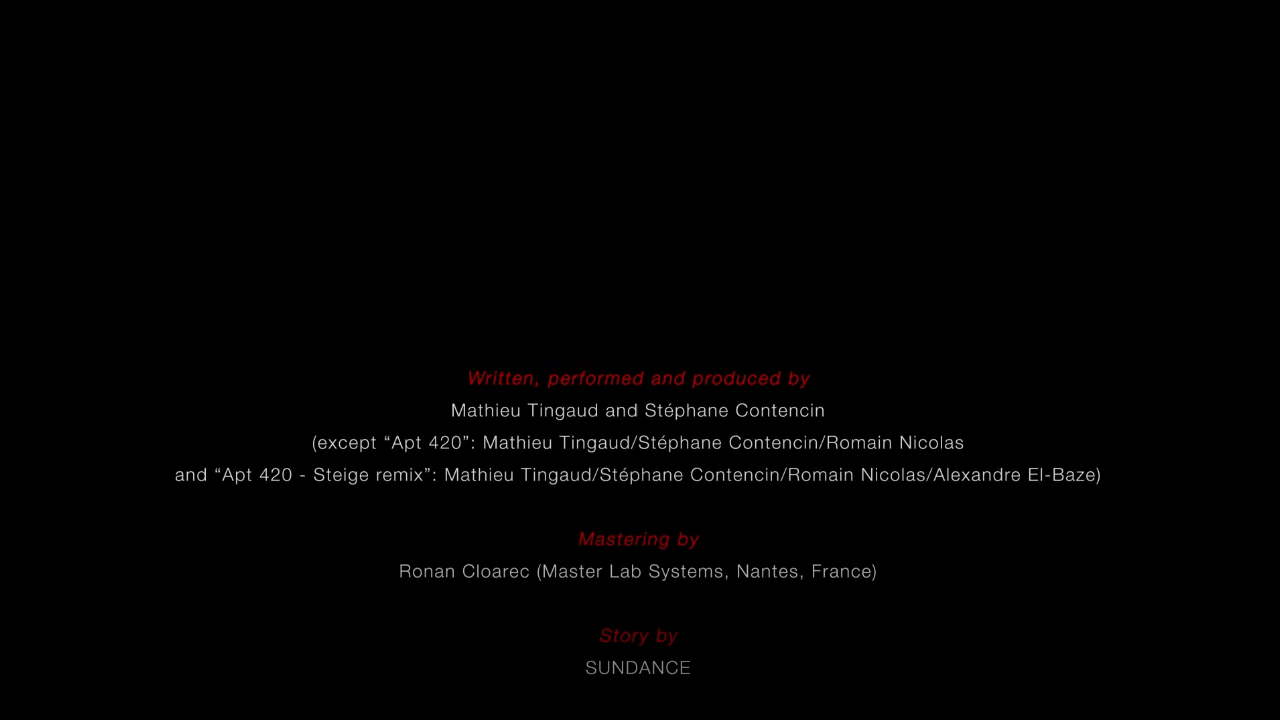 Written, performed and produced by
Mathieu Tingaud and Stéphane Contencin
(except “Apt 420”: Mathieu Tingaud/Stéphane Contencin/Romain Nicolas
and “Apt 420 - Steige remix”: Mathieu Tingaud/Stéphane Contencin/Romain Nicolas/Alexandre El-Baze)
Mastering by
Ronan Cloarec (Master Lab Systems, Nantes, France)
Story by
SUNDANCE